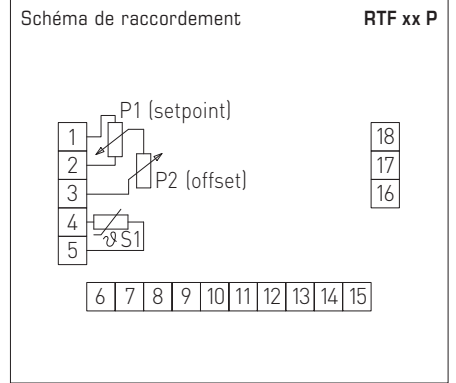 Schéma de raccordement RTF xx P
P1 (setpoint)
1
2
3
4
5
P2 (offset)
ϑ S1
18
17
16
6 7 8 9 10 11 12 13 14 15